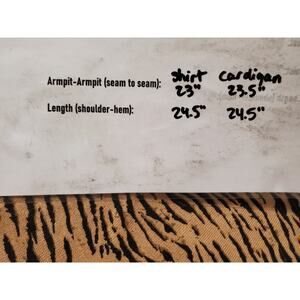 shirt cardigan
Armpit-Armpit (seam to seam): 23" 23.5"
Length (shoulder-hem): 24.5" 24.5"